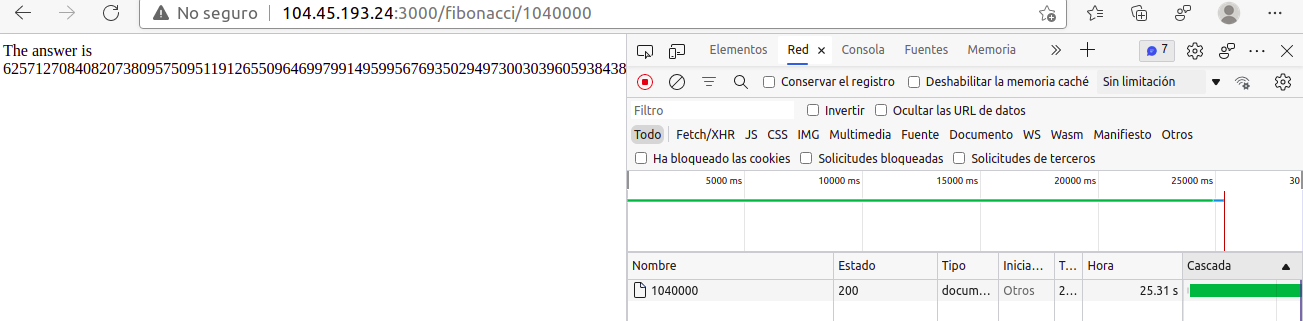 No seguro 104.45.193.24:3000/fibonacci/1040000
The answer is
6257127084082073809575095119126550964699799149599567693502949730030396059384388
Elementos Red Consola Fuentes Memoria 7
Conservar el registro Deshabilitar la memoria caché Sin limitación
Filtro Invertir Ocultar las URL de datos
Todo Fetch/XHR JS CSS IMG Multimedia Fuente Documento WS Wasm Manifiesto Otros
Ha bloqueado las cookies Solicitudes bloqueadas Solicitudes de terceros
5000 ms 10000 ms 15000 ms 20000 ms 25000 ms 30
Nombre Estado Tipo Inicia... T... Hora Cascada
1040000 200 docum... Otros 2... 25.31 s